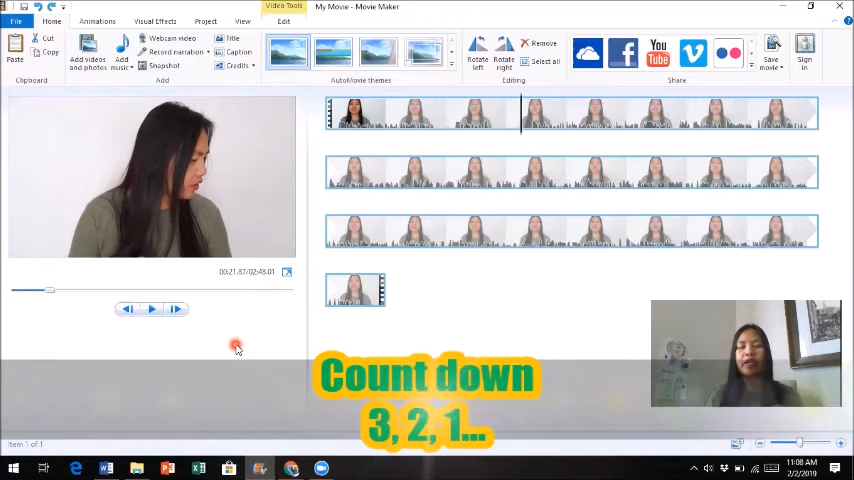 Video Tools
My Movie - Movie Maker
File
Home
Animations
Visual Effects
Project
View
Edit
Paste
Cut
Copy
Clipboard
Add videos
and photos
Add
music
Webcam video
Record narration
Snapshot
Title
Caption
Credits
Add
AutoMovie themes
Rotate
left
Rotate
right
Remove
Select all
Editing
f
You
Tube
V
Share
Save
movie
Sign
in
00:21.87/02:48.01
Count down
3, 2, 1...
Item 1 of 1
11:08 AM
2/2/2019